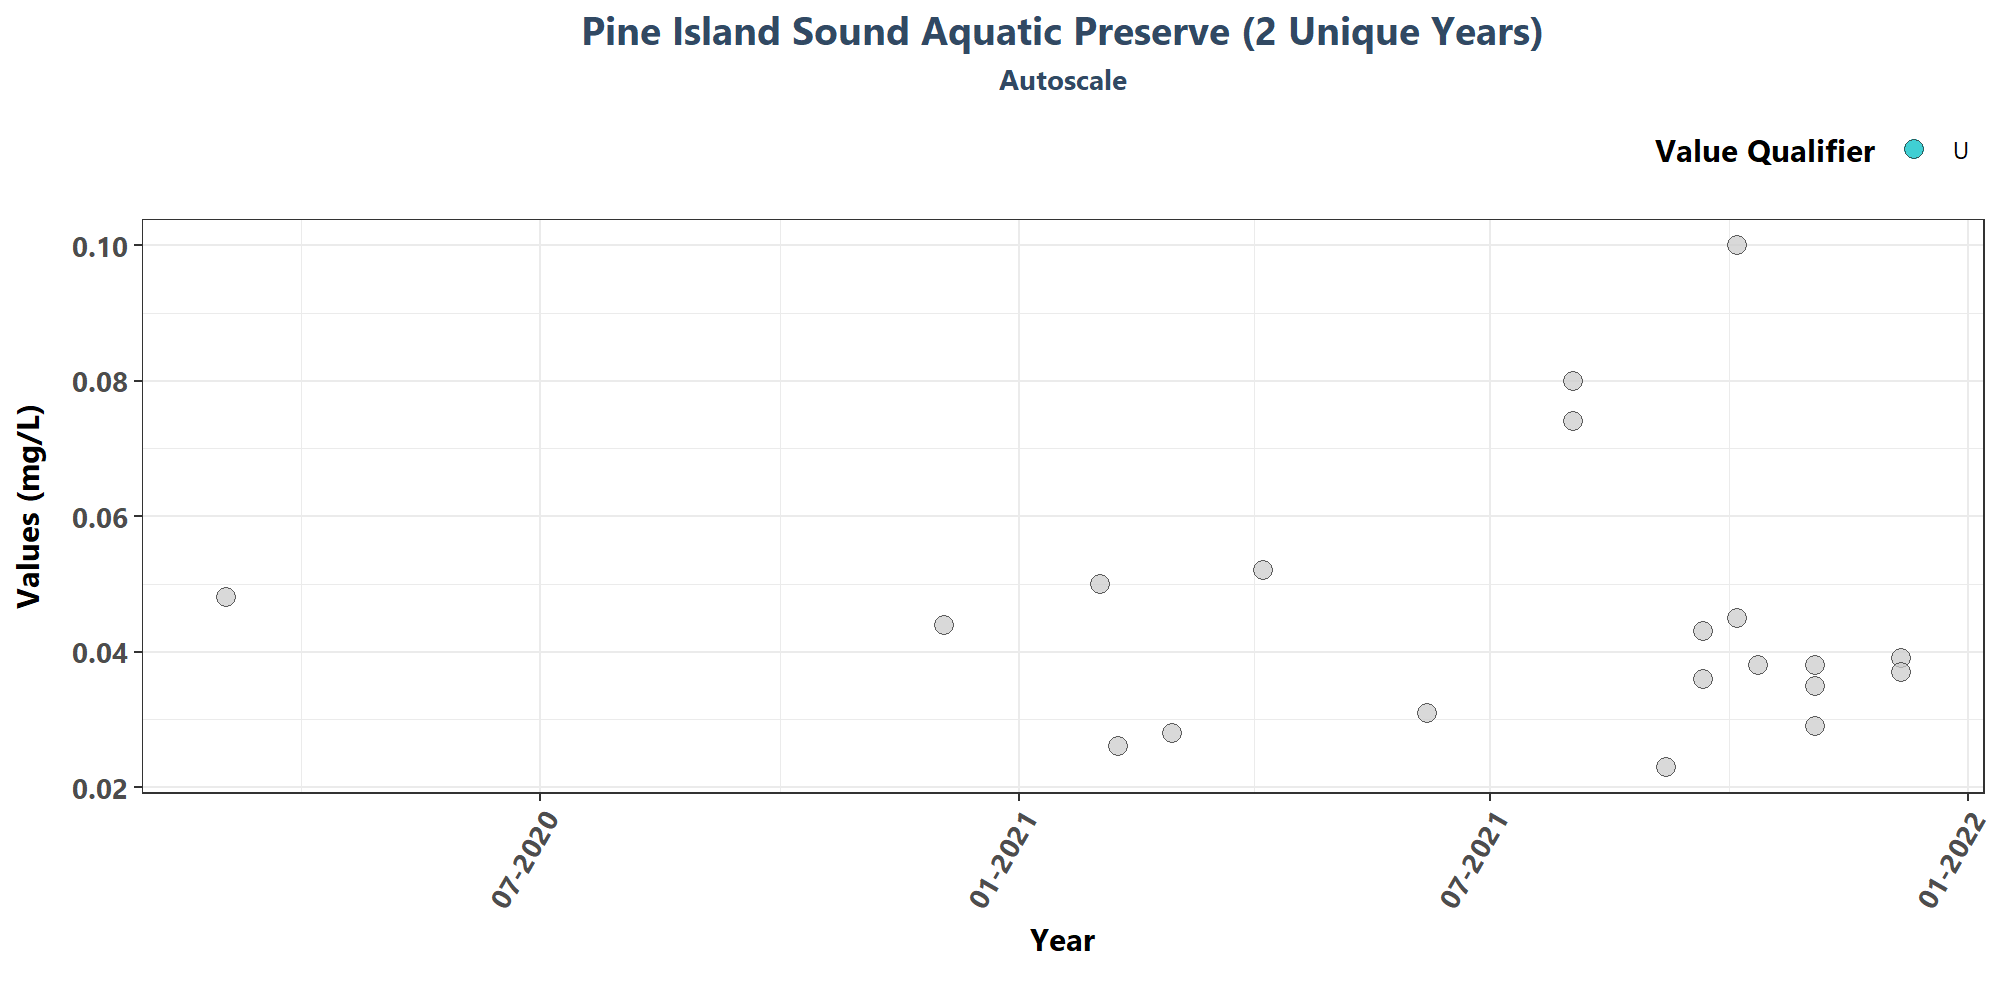 Pine Island Sound Aquatic Preserve (2 Unique Years)
Autoscale
Value Qualifier U
Values (mg/L)
0.10
0.08
0.06
0.04
0.02
07-2020 01-2021 07-2021 01-2022
Year